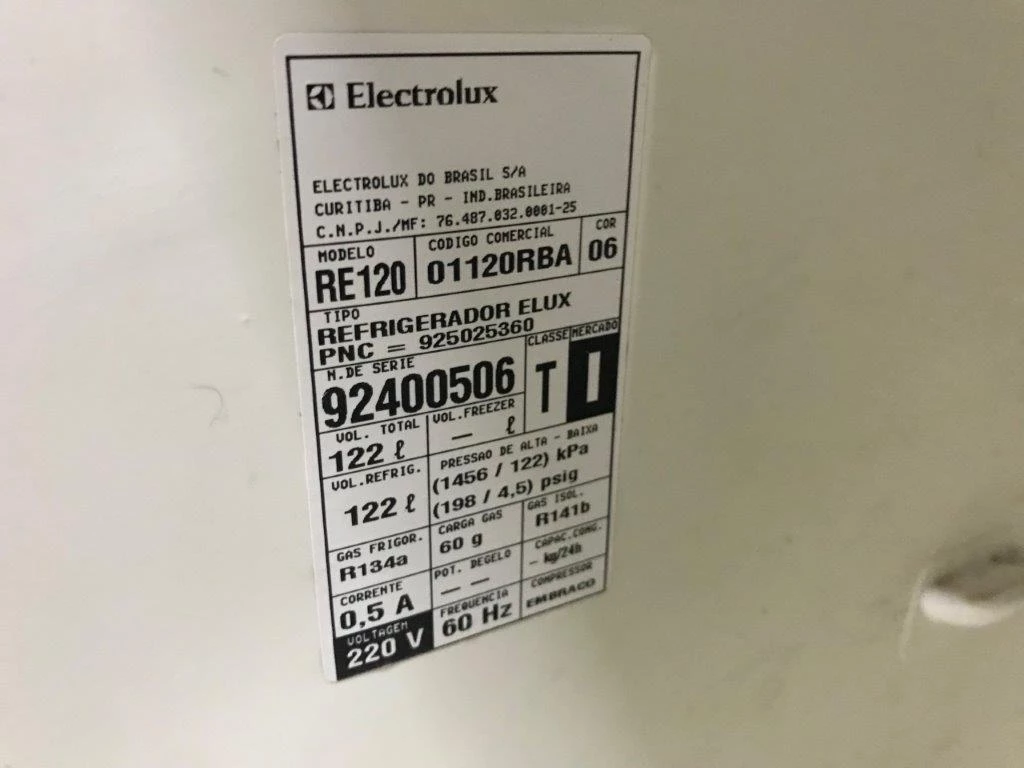 Electrolux
ELECTROLUX DO BRASIL S/A
CURITIBA - PR - IND.BRASILEIRA
C.N.P.J./MF: 76.487.032.0001-25
MODELO
RE120
CODIGO COMERCIAL
01120RBA
COR
06
TIPO
REFRIGERADOR ELUX
PNC = 925025360
N.DE SERIE
92400506
CLASSE
T
MERCADO
I
VOL. TOTAL
122 ℓ
VOL.FREEZER
— ℓ
VOL.REFRIG.
122 ℓ
PRESSAO DE ALTA - BAIXA
(1456 / 122) kPa
(198 / 4,5) psig
GAS FRIGOR.
R134a
CARGA GAS
60 g
GAS ISOL.
R141b
CORRENTE
0,5 A
POT. DEGELO
— —
CAPAC.CONG.
– kg/24h
VOLTAGEM
220 V
FREQUENCIA
60 Hz
COMPRESSOR
EMBRACO